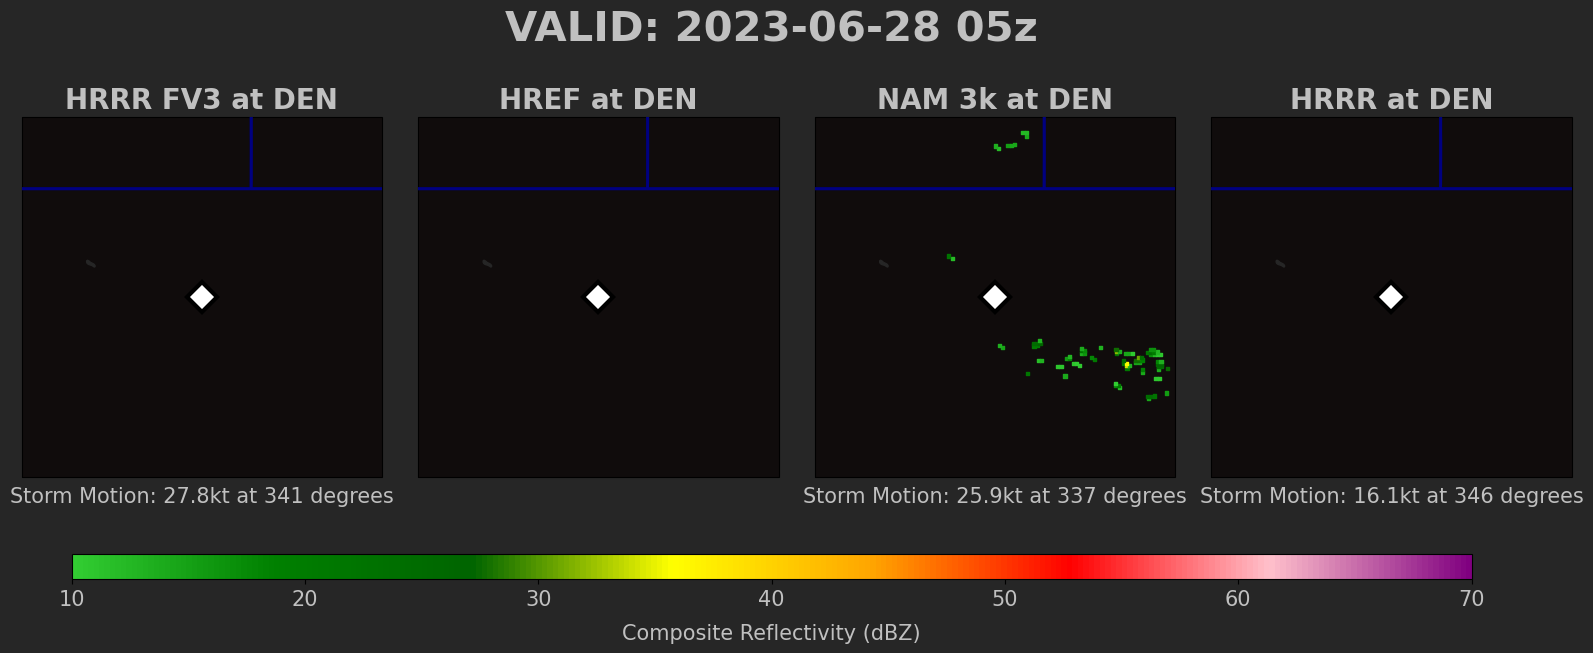 VALID: 2023-06-28 05z
HRRR FV3 at DEN
HREF at DEN
NAM 3k at DEN
HRRR at DEN
Storm Motion: 27.8kt at 341 degrees
Storm Motion: 25.9kt at 337 degrees
Storm Motion: 16.1kt at 346 degrees
10 20 30 40 50 60 70
Composite Reflectivity (dBZ)